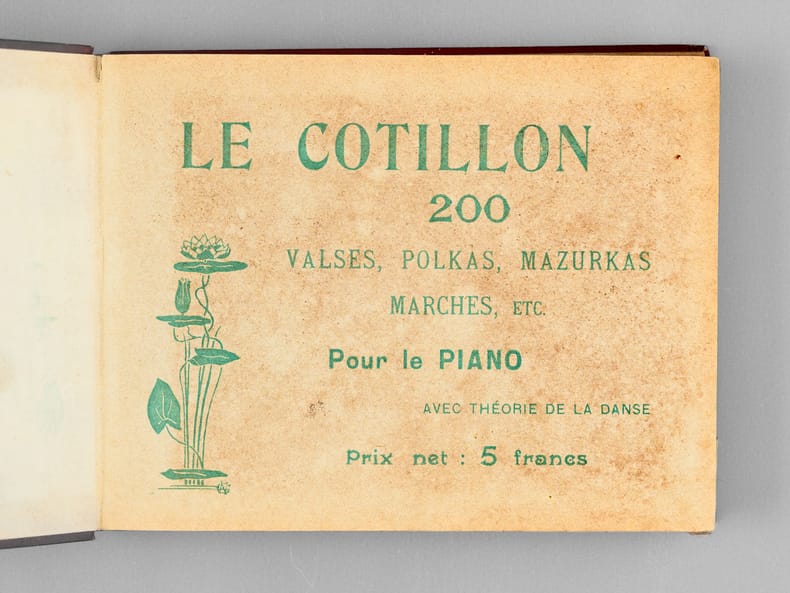 LE COTILLON
200
VALSES, POLKAS, MAZURKAS
MARCHES, ETC.
Pour le PIANO
AVEC THÉORIE DE LA DANSE
Prix net : 5 francs